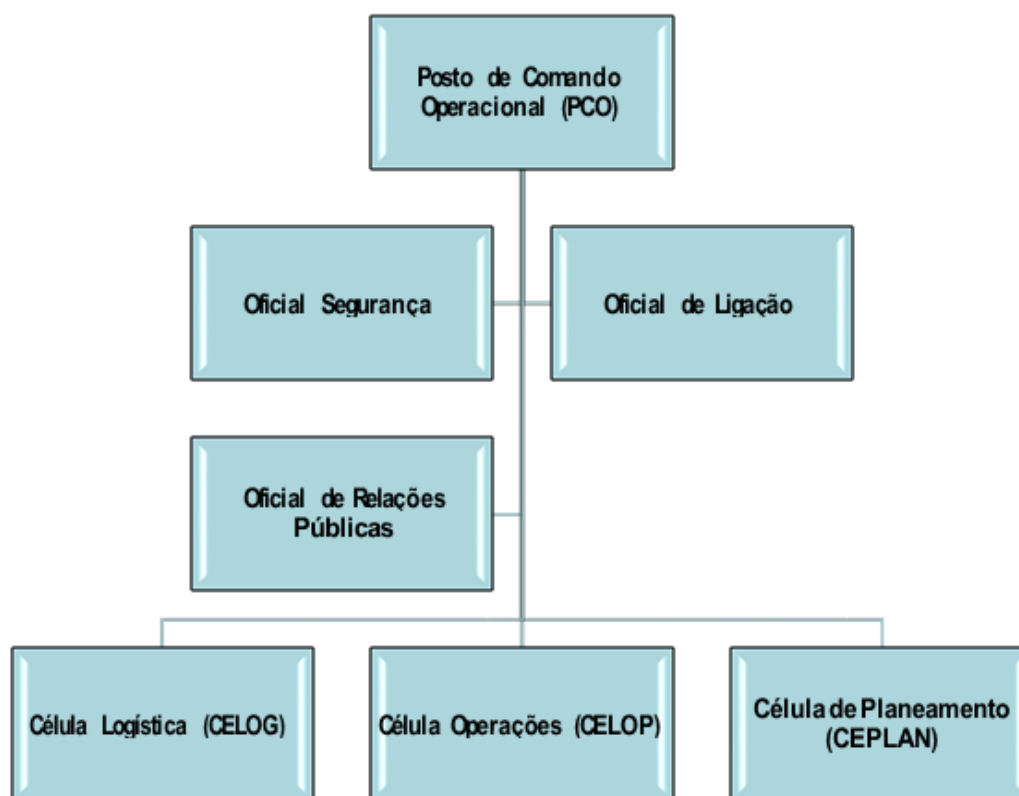 Posto de Comando
Operacional (PCO)
Oficial Segurança
Oficial de Ligação
Oficial de Relações
Públicas
Célula Logística (CELOG)
Célula Operações (CELOP)
Célula de Planeamento
(CEPLAN)